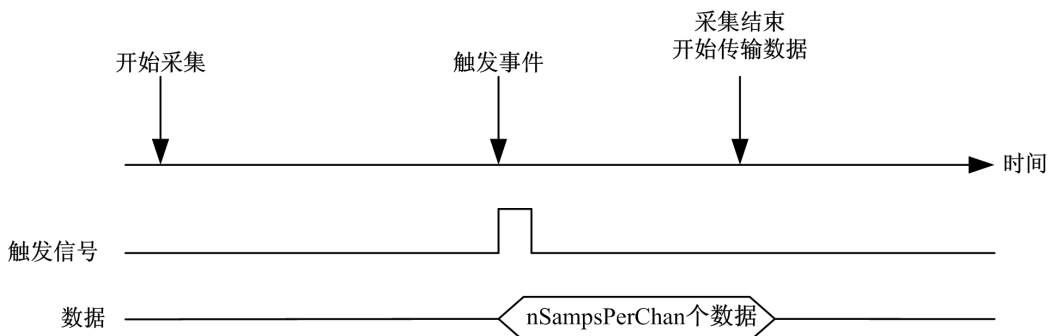 采集结束
开始传输数据
开始采集
触发事件
时间
触发信号
数据
nSampsPerChan个数据